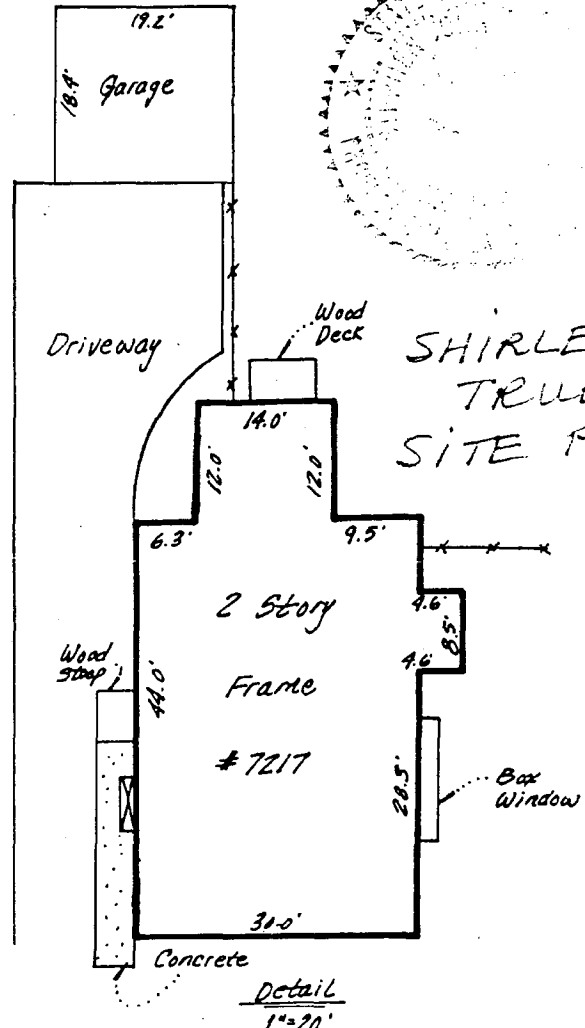 19.2'
18.4'
Garage
Driveway
Wood
Deck
SHIRLE
TRU
SITE P
14.0'
12.0'
12.0'
6.3'
9.5'
4.6'
8.5'
4.6'
2 Story
Frame
# 7217
Wood
Stoop
44.0'
28.5'
Box
Window
30.0'
Concrete
Detail
1"=20'